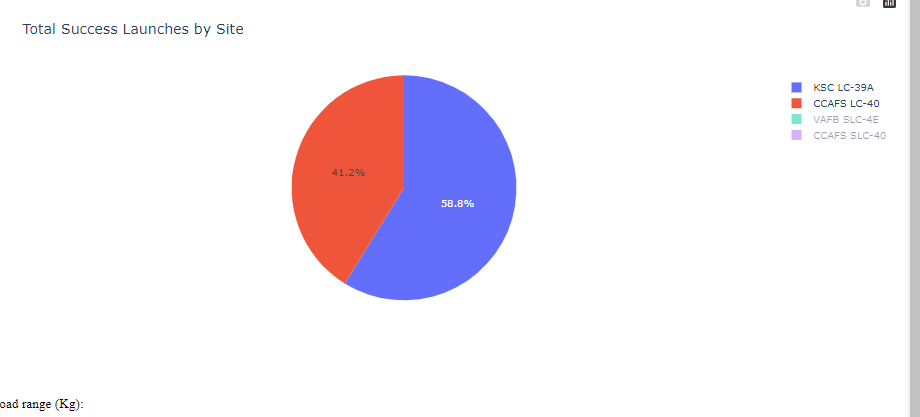 Total Success Launches by Site
KSC LC-39A
CCAFS LC-40
VAFB SLC-4E
CCAFS SLC-40
41.2%
58.8%
oad range (Kg):